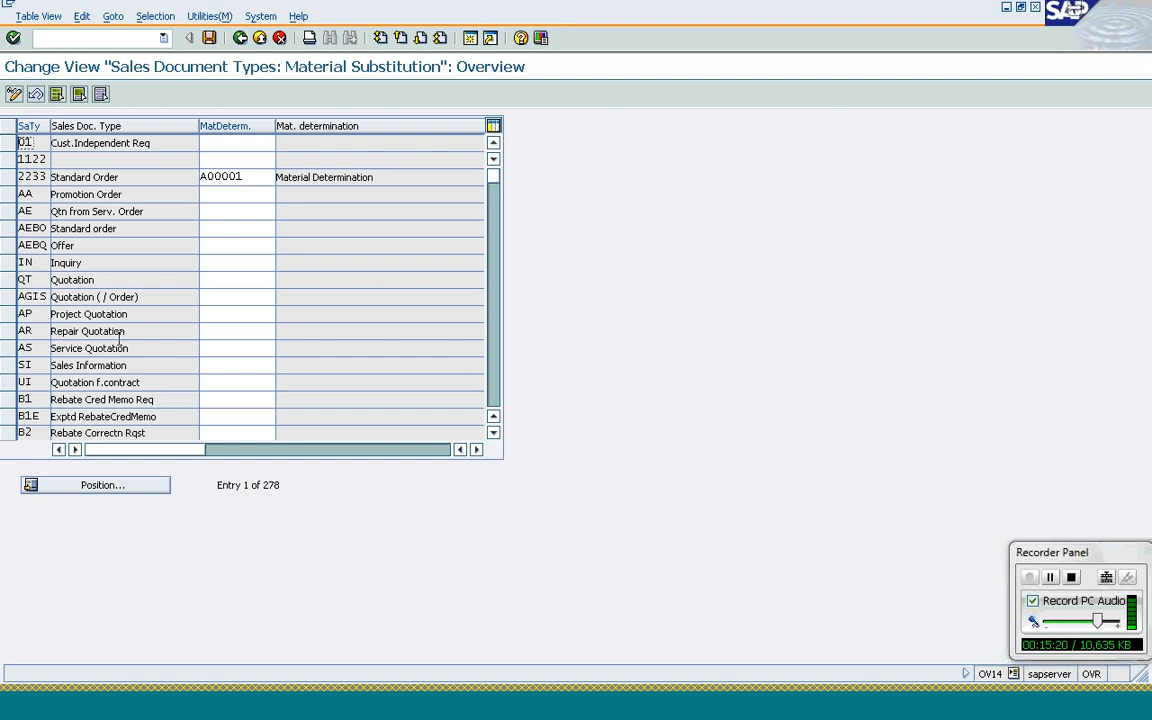 Table View Edit Goto Selection Utilities(M) System Help
SAP
Change View "Sales Document Types: Material Substitution": Overview
SaTy Sales Doc. Type MatDeterm. Mat. determination
01 Cust.Independent Req
1122
2233 Standard Order A00001 Material Determination
AA Promotion Order
AE Qtn from Serv. Order
AEBO Standard order
AEBQ Offer
IN Inquiry
QT Quotation
AGIS Quotation ( / Order)
AP Project Quotation
AR Repair Quotation
AS Service Quotation
SI Sales Information
UI Quotation f.contract
B1 Rebate Cred Memo Req
B1E Exptd RebateCredMemo
B2 Rebate Correctn Rqst
Position... Entry 1 of 278
Recorder Panel
Record PC Audio
- +
00:15:20 / 10,635 KB
OV14 sapserver OVR